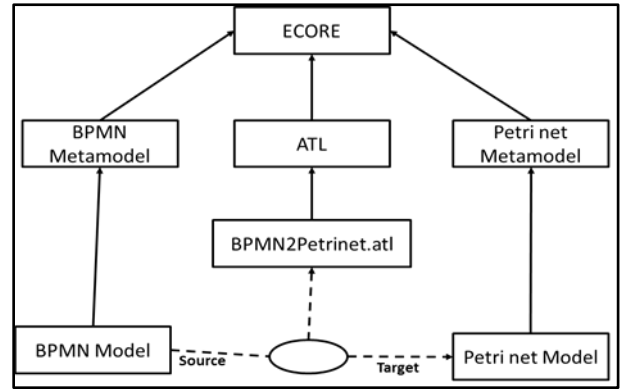 ECORE
BPMN
Metamodel
ATL
Petri net
Metamodel
BPMN2Petrinet.atl
BPMN Model
Source
Target
Petri net Model